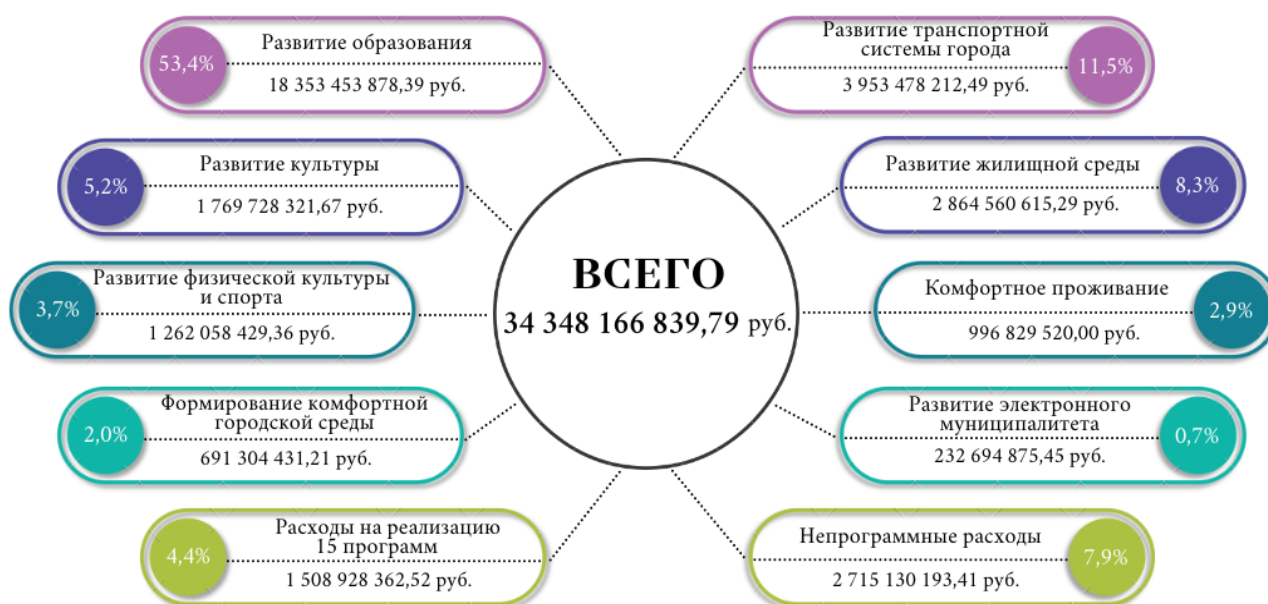 53,4%
Развитие образования
18 353 453 878,39 руб.
Развитие транспортной
системы города
3 953 478 212,49 руб.
11,5%
5,2%
Развитие культуры
1 769 728 321,67 руб.
Развитие жилищной среды
2 864 560 615,29 руб.
8,3%
ВСЕГО
34 348 166 839,79 руб.
3,7%
Развитие физической культуры
и спорта
1 262 058 429,36 руб.
Комфортное проживание
996 829 520,00 руб.
2,9%
2,0%
Формирование комфортной
городской среды
691 304 431,21 руб.
Развитие электронного
муниципалитета
232 694 875,45 руб.
0,7%
4,4%
Расходы на реализацию
15 программ
1 508 928 362,52 руб.
Непрограммные расходы
2 715 130 193,41 руб.
7,9%